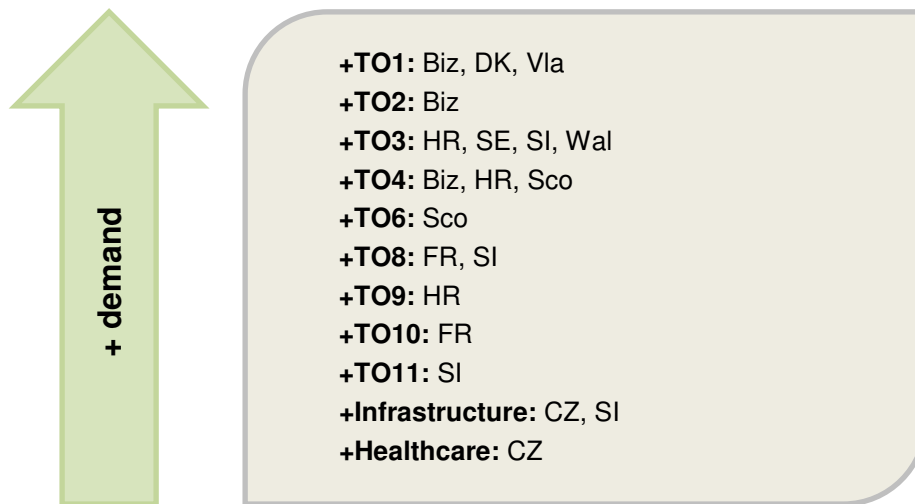 + demand
+TO1: Biz, DK, Vla
+TO2: Biz
+TO3: HR, SE, SI, Wal
+TO4: Biz, HR, Sco
+TO6: Sco
+TO8: FR, SI
+TO9: HR
+TO10: FR
+TO11: SI
+Infrastructure: CZ, SI
+Healthcare: CZ